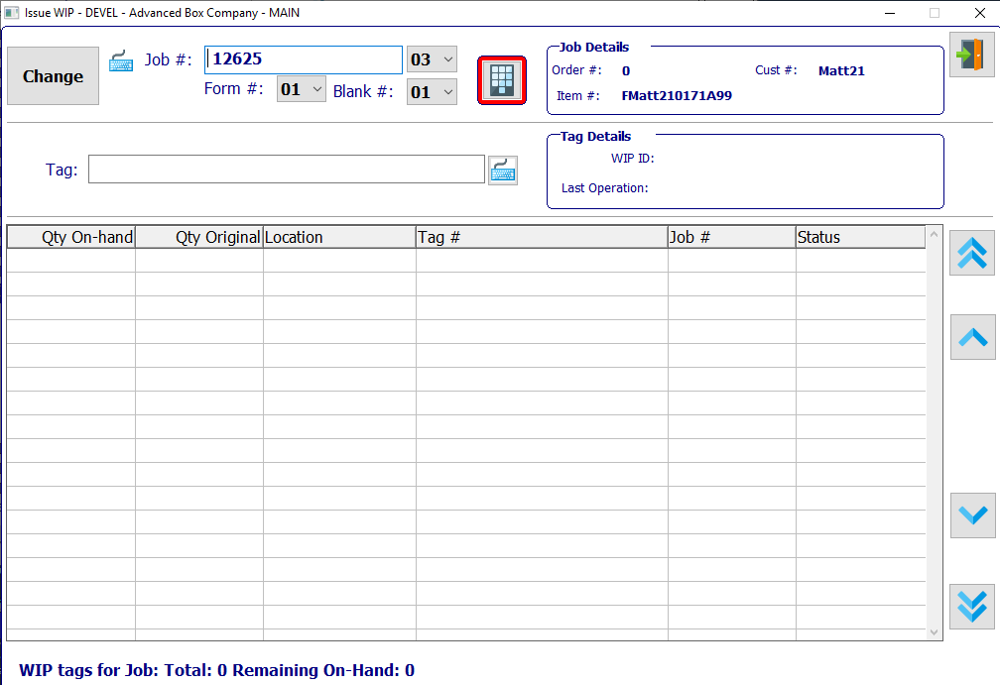 Issue WIP - DEVEL - Advanced Box Company - MAIN
Change
Job #: 12625 03
Form #: 01 Blank #: 01
Job Details
Order #: 0 Cust #: Matt21
Item #: FMatt210171A99
Tag:
Tag Details
WIP ID:
Last Operation:
Qty On-hand Qty Original Location Tag # Job # Status
WIP tags for Job: Total: 0 Remaining On-Hand: 0